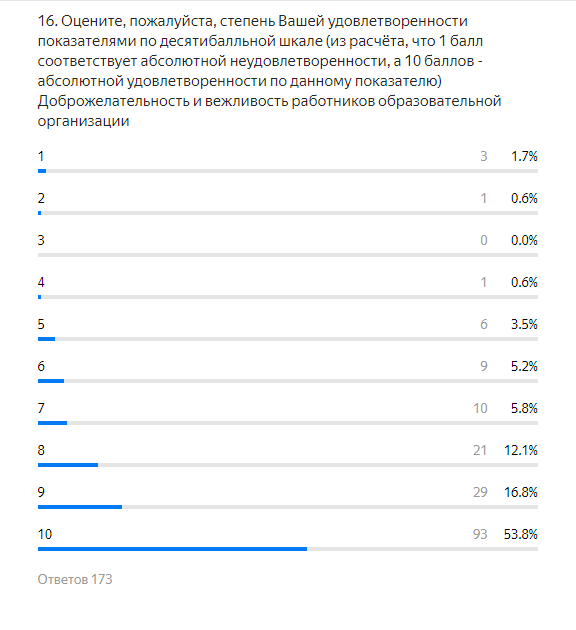 16. Оцените, пожалуйста, степень Вашей удовлетворенности
показателями по десятибалльной шкале (из расчёта, что 1 балл
соответствует абсолютной неудовлетворенности, а 10 баллов -
абсолютной удовлетворенности по данному показателю)
Доброжелательность и вежливость работников образовательной
организации
1 3 1.7%
2 1 0.6%
3 0 0.0%
4 1 0.6%
5 6 3.5%
6 9 5.2%
7 10 5.8%
8 21 12.1%
9 29 16.8%
10 93 53.8%
Ответов 173